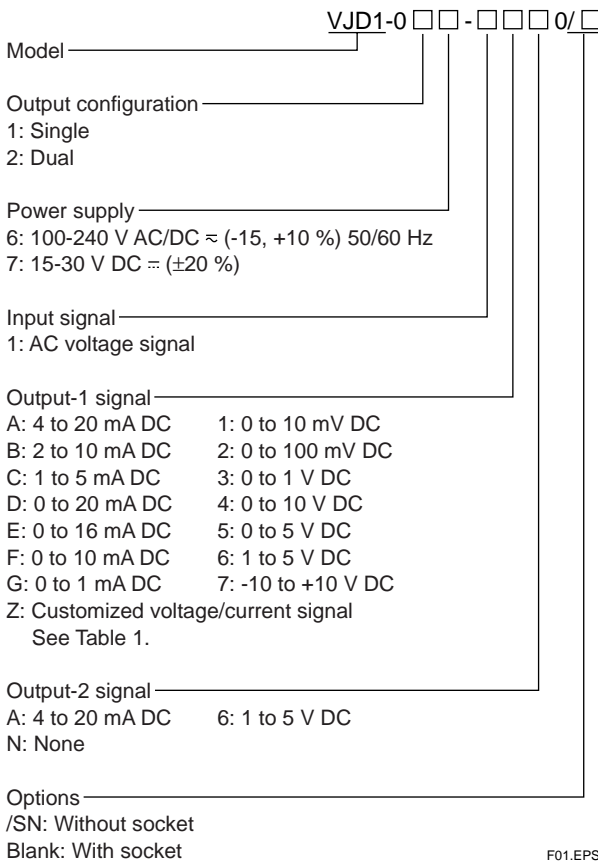 VJD1-0 □ □ - □ □ □ 0/ □
Model
Output configuration
1: Single
2: Dual
Power supply
6: 100-240 V AC/DC ≂ (-15, +10 %) 50/60 Hz
7: 15-30 V DC ⎓ (±20 %)
Input signal
1: AC voltage signal
Output-1 signal
A: 4 to 20 mA DC 1: 0 to 10 mV DC
B: 2 to 10 mA DC 2: 0 to 100 mV DC
C: 1 to 5 mA DC 3: 0 to 1 V DC
D: 0 to 20 mA DC 4: 0 to 10 V DC
E: 0 to 16 mA DC 5: 0 to 5 V DC
F: 0 to 10 mA DC 6: 1 to 5 V DC
G: 0 to 1 mA DC 7: -10 to +10 V DC
Z: Customized voltage/current signal
See Table 1.
Output-2 signal
A: 4 to 20 mA DC 6: 1 to 5 V DC
N: None
Options
/SN: Without socket
Blank: With socket
F01.EPS